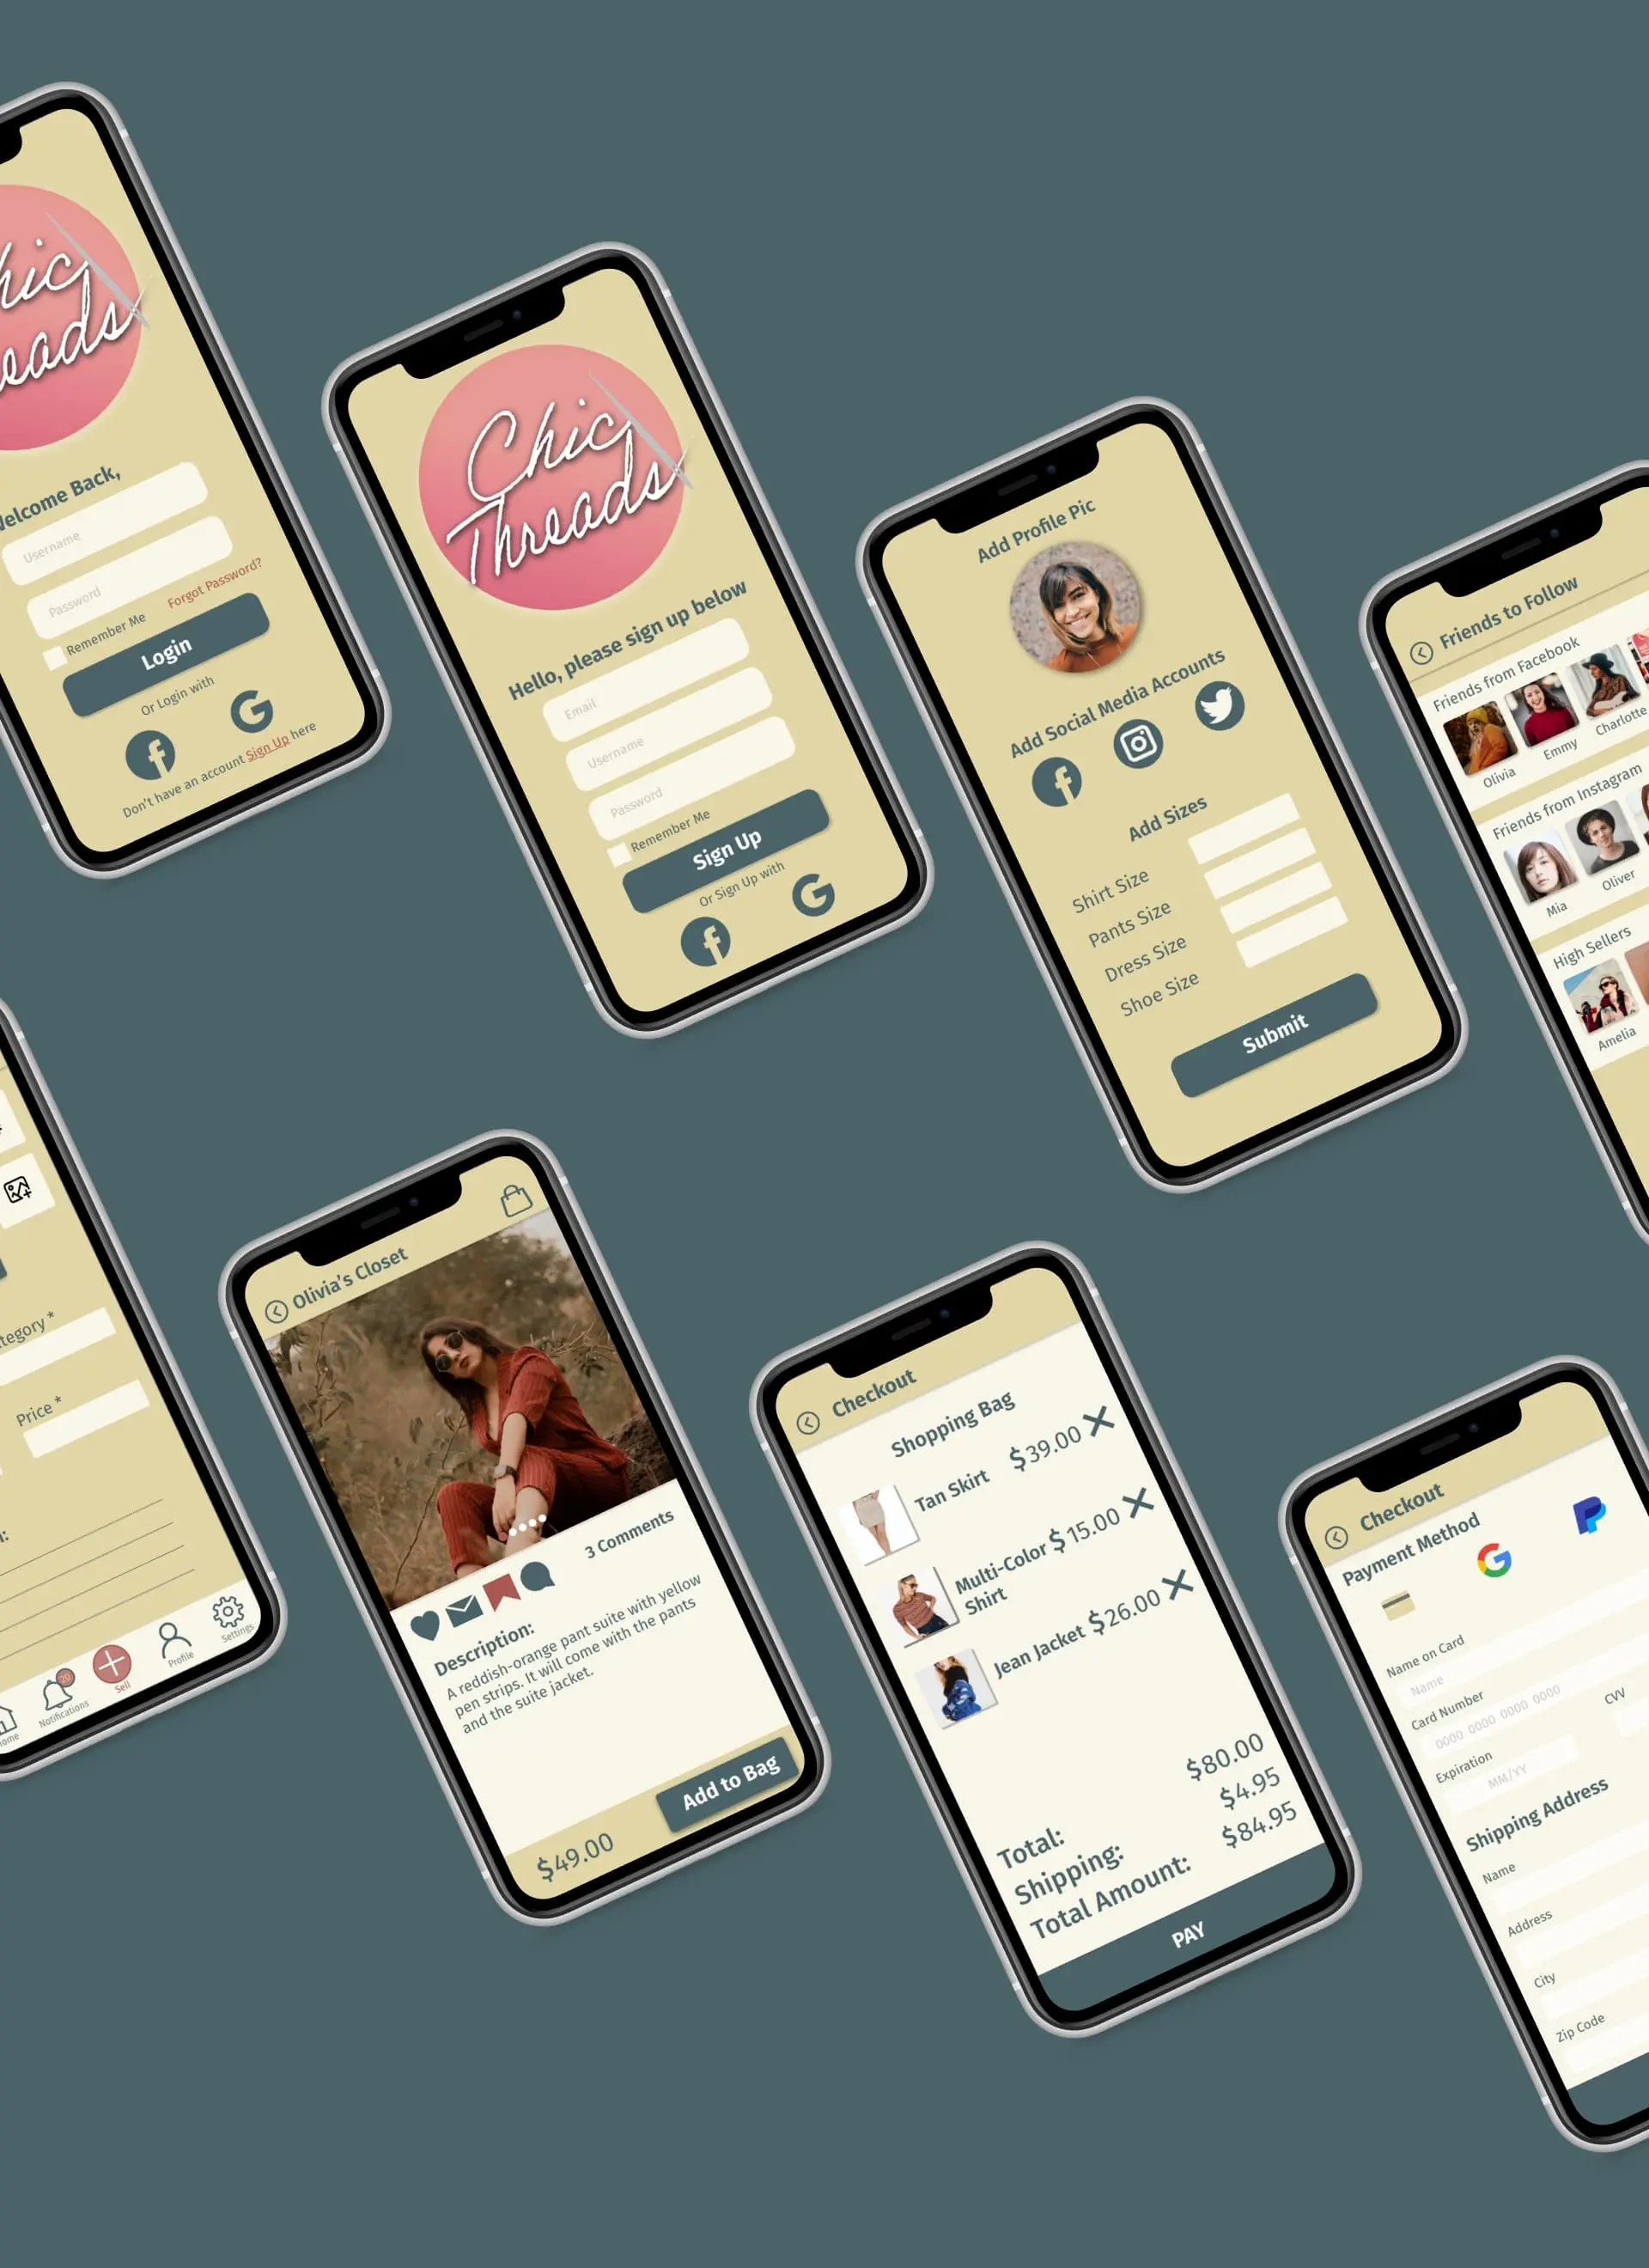 Welcome Back,
Username
Password
Remember Me
Forgot Password?
Login
Or Login with
Don't have an account Sign Up here
Chic
Threads
Hello, please sign up below
Email
Username
Password
Remember Me
Sign Up
Or Sign Up with
Add Profile Pic
Add Social Media Accounts
Add Sizes
Shirt Size
Pants Size
Dress Size
Shoe Size
Submit
Friends to Follow
Friends from Facebook
Olivia
Emmy
Charlotte
Friends from Instagram
Mia
Oliver
High Sellers
Amelia
Price *
20
Notifications
Sell
Profile
Settings
Olivia's Closet
3 Comments
Description:
A reddish-orange pant suite with yellow
pen strips. It will come with the pants
and the suite jacket.
$49.00
Add to Bag
Checkout
Shopping Bag
Tan Skirt $39.00
Multi-Color $15.00
Shirt
Jean Jacket $26.00
Total: $80.00
Shipping: $4.95
Total Amount: $84.95
PAY
Checkout
Payment Method
Name on Card
Name
Card Number
0000 0000 0000 0000
Expiration
CVV
MM/YY
Shipping Address
Name
Address
City
Zip Code